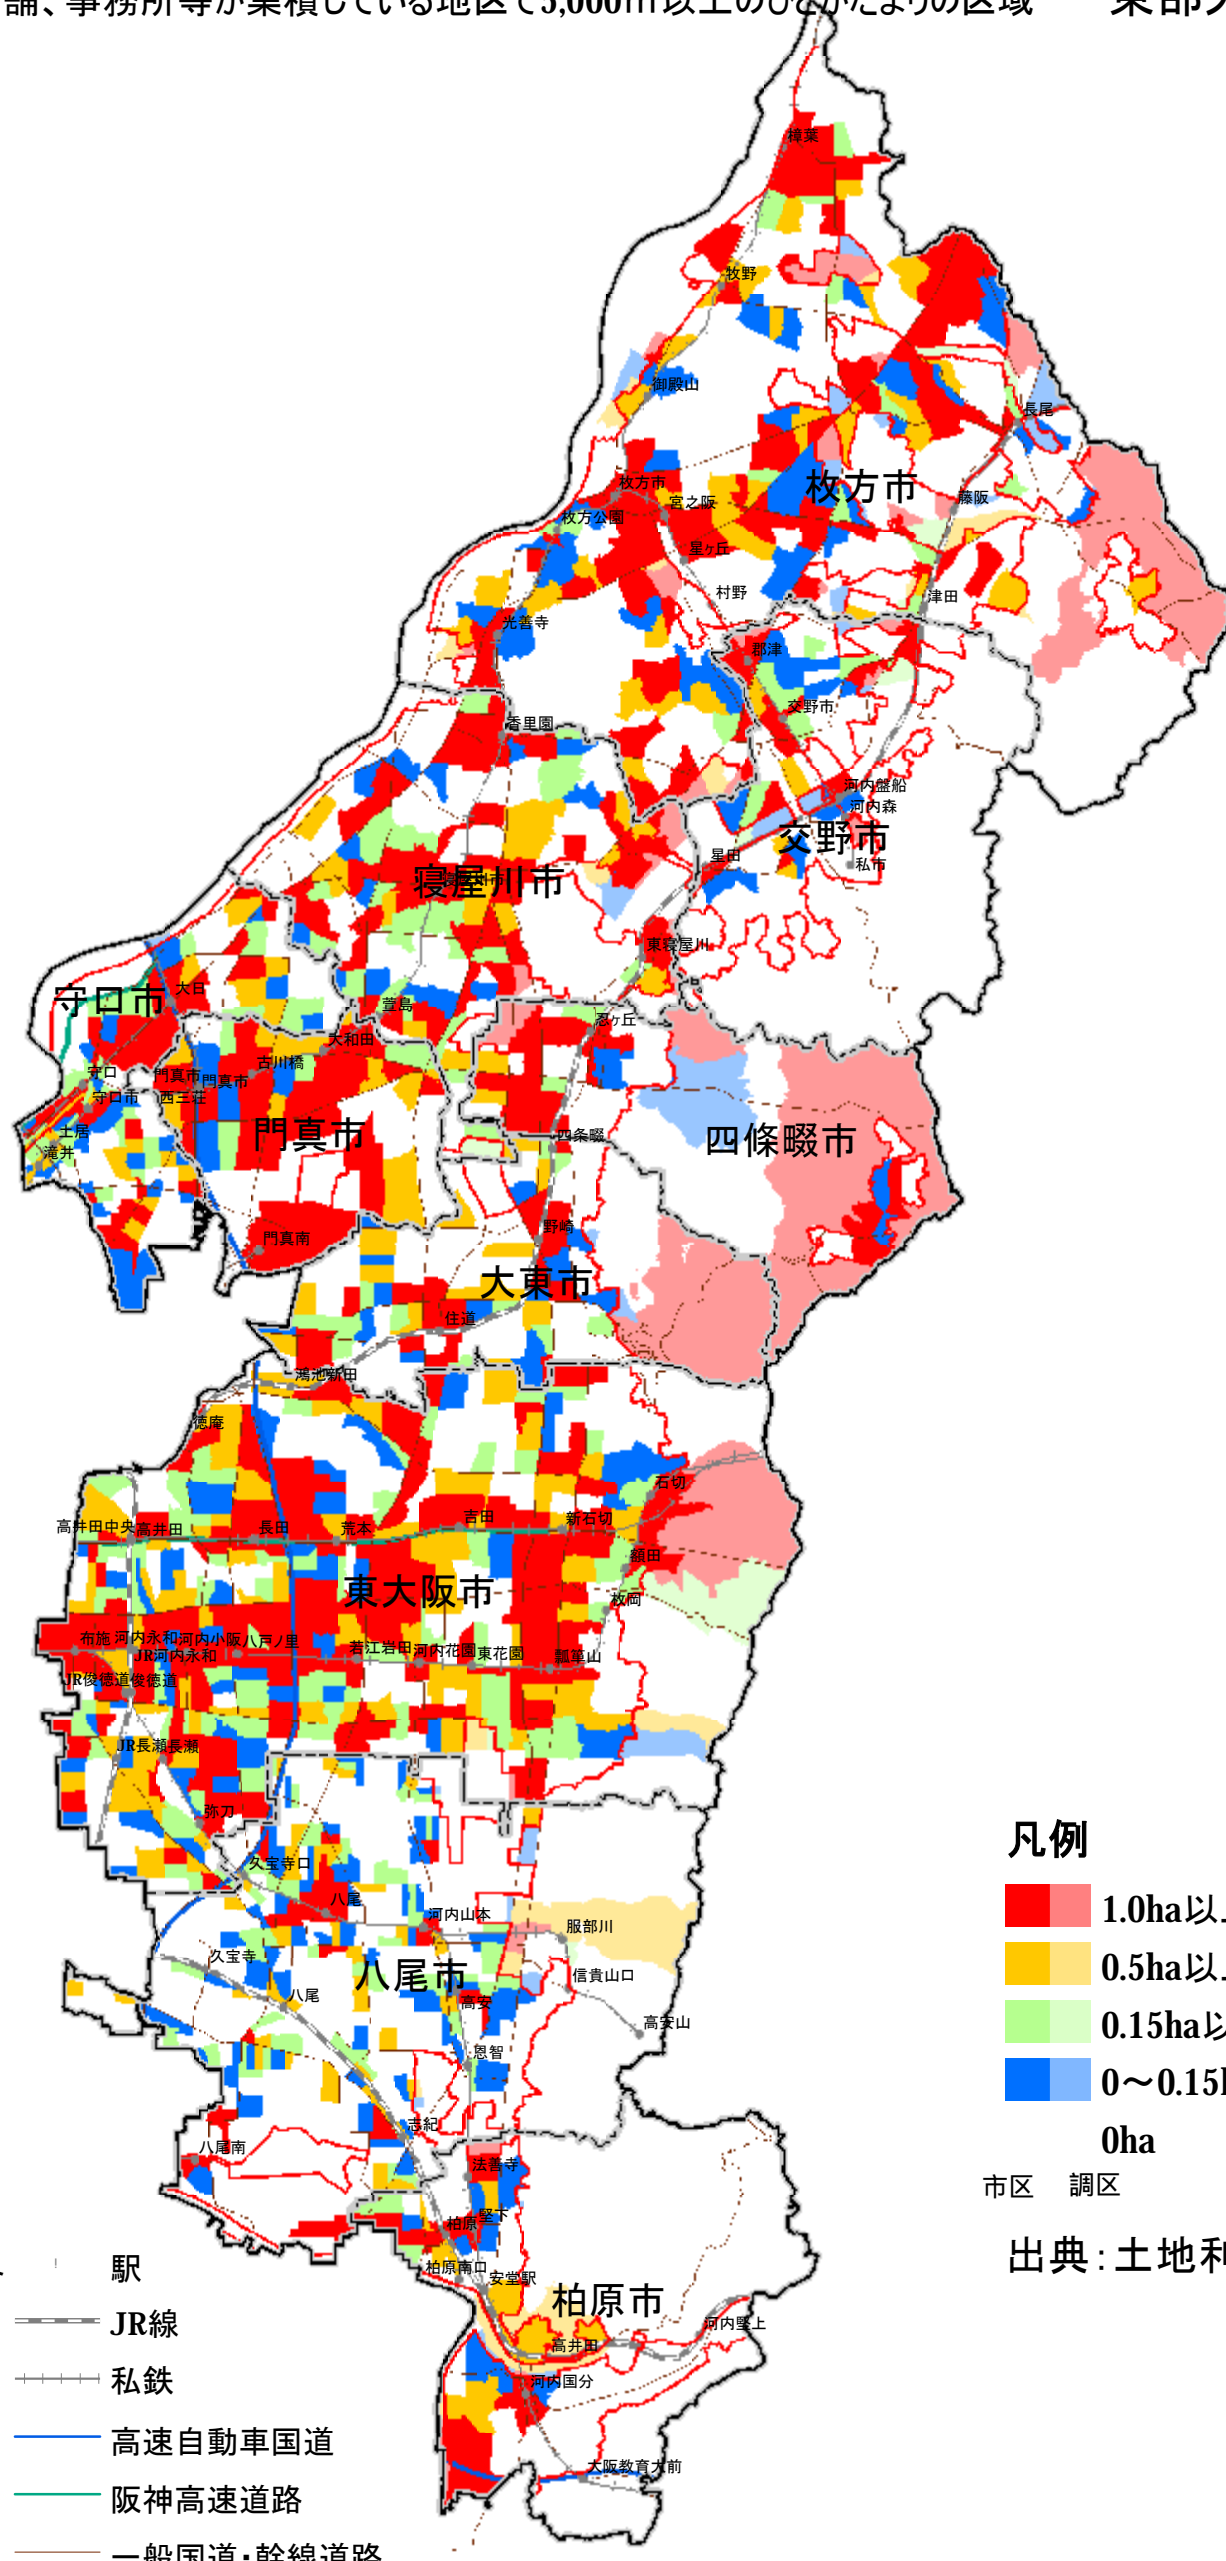 舗、事務所等が集積している地区で5,000㎡以上のひとかたまりの区域
東部大
樟葉
牧野
御殿山
長尾
枚方市
枚方市
藤阪
宮之阪
枚方公園
星ヶ丘
村野
津田
光善寺
郡津
交野市
香里園
河内盤船
河内森
交野市
星田
私市
寝屋川市
寝屋川市
東寝屋川
守口市
大日
萱島
忍ヶ丘
大和田
古川橋
守口
門真市
門真市
守口市
西三荘
土居
門真市
四条畷
四條畷市
滝井
門真南
野崎
大東市
住道
鴻池新田
徳庵
石切
高井田中央
高井田
長田
荒本
吉田
新石切
額田
東大阪市
枚岡
布施
河内永和
河内小阪
八戸ノ里
若江岩田
河内花園
東花園
瓢箪山
JR河内永和
JR俊徳道
俊徳道
JR長瀬
長瀬
弥刀
久宝寺口
八尾
河内山本
服部川
久宝寺
八尾市
信貴山口
八尾
高安
高安山
恩智
志紀
八尾南
法善寺
堅下
柏原
柏原南口
安堂駅
柏原市
河内堅上
高井田
河内国分
大阪教育大前
凡例
1.0ha以上
0.5ha以上
0.15ha以
0～0.15h
0ha
市区 調区
出典：土地利
駅
JR線
私鉄
高速自動車国道
阪神高速道路
一般国道・幹線道路